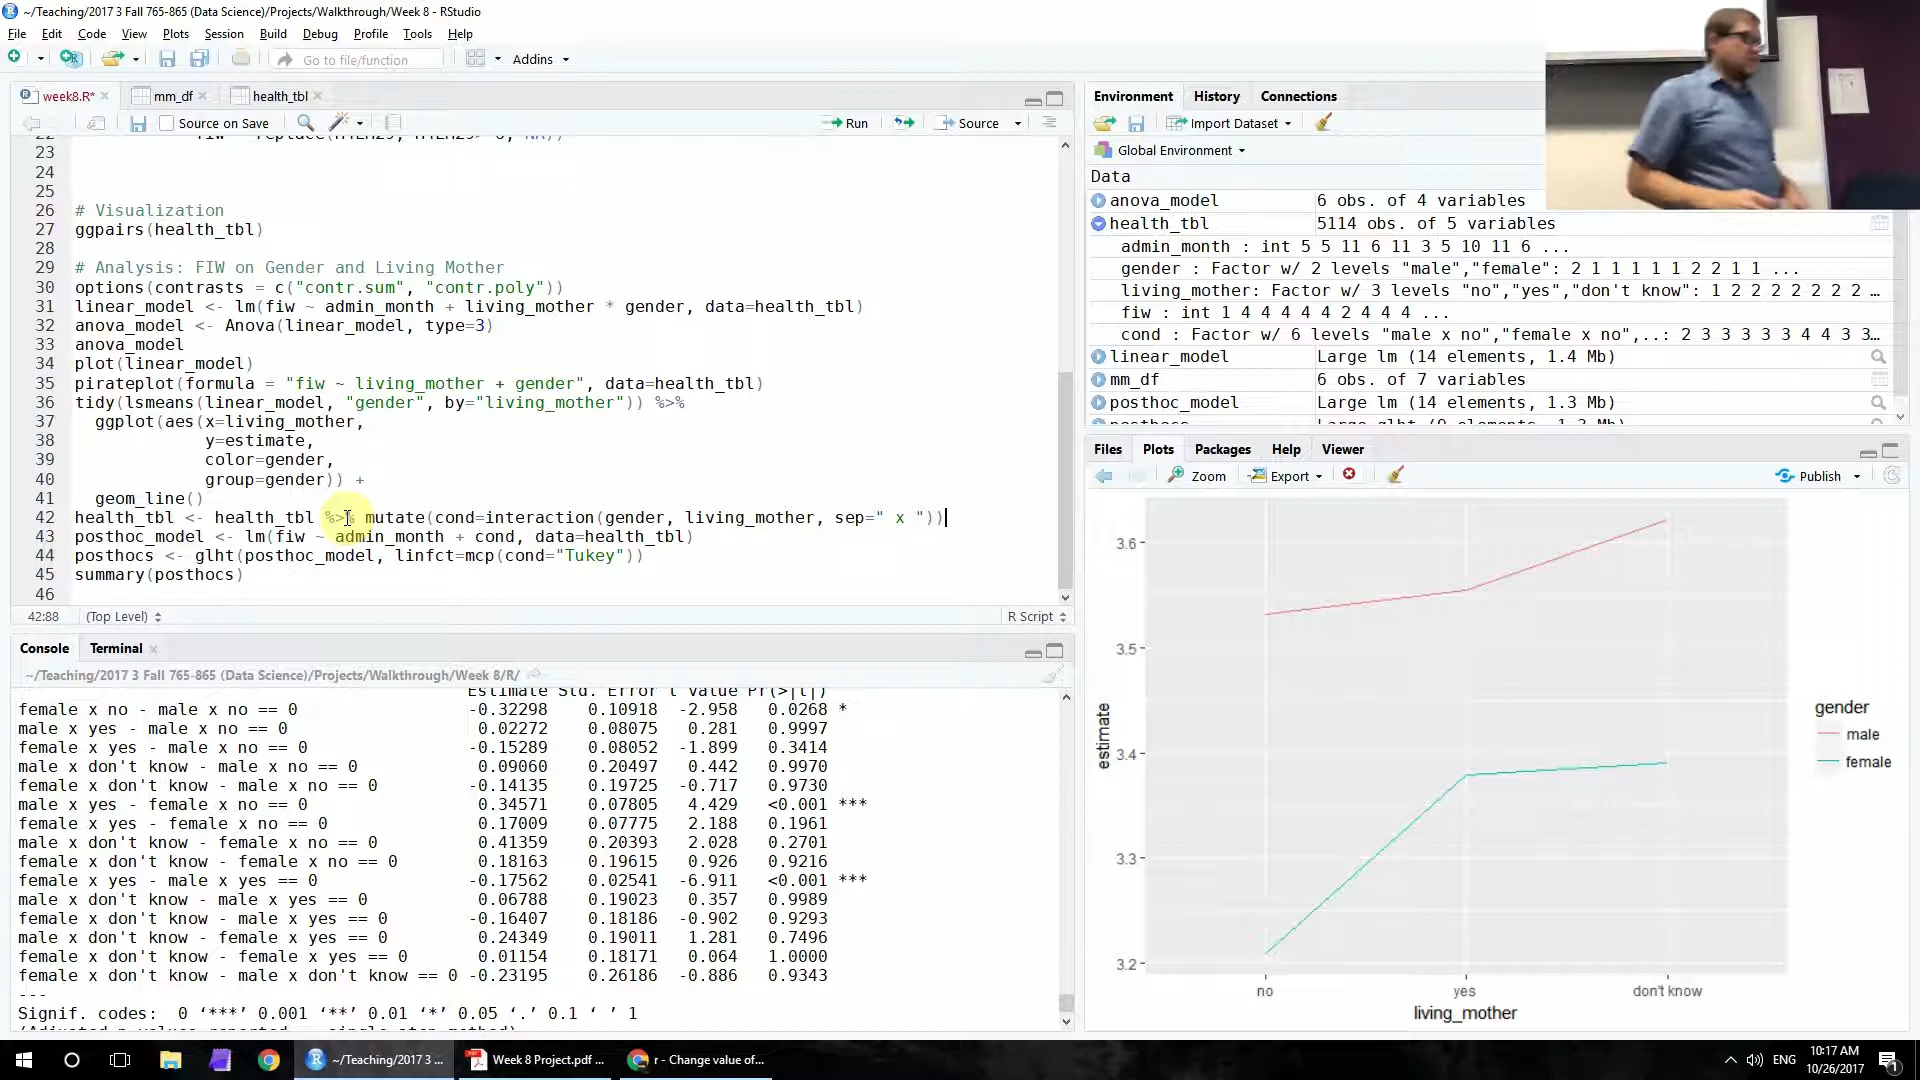 ~/Teaching/2017 3 Fall 765-865 (Data Science)/Projects/Walkthrough/Week 8 - RStudio
File Edit Code View Plots Session Build Debug Profile Tools Help
Go to file/function
Addins
week8.R*
mm_df
health_tbl
Source on Save
Run
Source
23
24
25
26 # Visualization
27 ggpairs(health_tbl)
28
29 # Analysis: FIW on Gender and Living Mother
30 options(contrasts = c("contr.sum", "contr.poly"))
31 linear_model <- lm(fiw ~ admin_month + living_mother * gender, data=health_tbl)
32 anova_model <- Anova(linear_model, type=3)
33 anova_model
34 plot(linear_model)
35 pirateplot(formula = "fiw ~ living_mother + gender", data=health_tbl)
36 tidy(lsmeans(linear_model, "gender", by="living_mother")) %>%
37 ggplot(aes(x=living_mother,
38 y=estimate,
39 color=gender,
40 group=gender)) +
41 geom_line()
42 health_tbl <- health_tbl %>% mutate(cond=interaction(gender, living_mother, sep=" x "))
43 posthoc_model <- lm(fiw ~ admin_month + cond, data=health_tbl)
44 posthocs <- glht(posthoc_model, linfct=mcp(cond="Tukey"))
45 summary(posthocs)
46
42:88 (Top Level) R Script
Console Terminal
~/Teaching/2017 3 Fall 765-865 (Data Science)/Projects/Walkthrough/Week 8/R/
Estimate Std. Error t value Pr(>|t|)
female x no - male x no == 0 -0.32298 0.10918 -2.958 0.0268 *
male x yes - male x no == 0 0.02272 0.08075 0.281 0.9997
female x yes - male x no == 0 -0.15289 0.08052 -1.899 0.3414
male x don't know - male x no == 0 0.09060 0.20497 0.442 0.9970
female x don't know - male x no == 0 -0.14135 0.19725 -0.717 0.9730
male x yes - female x no == 0 0.34571 0.07805 4.429 <0.001 ***
female x yes - female x no == 0 0.17009 0.07775 2.188 0.1961
male x don't know - female x no == 0 0.41359 0.20393 2.028 0.2701
female x don't know - female x no == 0 0.18163 0.19615 0.926 0.9216
female x yes - male x yes == 0 -0.17562 0.02541 -6.911 <0.001 ***
male x don't know - male x yes == 0 0.06788 0.19023 0.357 0.9989
female x don't know - male x yes == 0 -0.16407 0.18186 -0.902 0.9293
male x don't know - female x yes == 0 0.24349 0.19011 1.281 0.7496
female x don't know - female x yes == 0 0.01154 0.18171 0.064 1.0000
female x don't know - male x don't know == 0 -0.23195 0.26186 -0.886 0.9343
---
Signif. codes: 0 ‘***’ 0.001 ‘**’ 0.01 ‘*’ 0.05 ‘.’ 0.1 ‘ ’ 1
Environment History Connections
Import Dataset
Global Environment
Data
anova_model 6 obs. of 4 variables
health_tbl 5114 obs. of 5 variables
admin_month : int 5 5 11 6 11 3 5 10 11 6 ...
gender : Factor w/ 2 levels "male","female": 2 1 1 1 1 1 2 2 1 1 ...
living_mother: Factor w/ 3 levels "no","yes","don't know": 1 2 2 2 2 2 2 2 …
fiw : int 1 4 4 4 4 4 2 4 4 4 ...
cond : Factor w/ 6 levels "male x no","female x no",..: 2 3 3 3 3 3 4 4 3 3…
linear_model Large lm (14 elements, 1.4 Mb)
mm_df 6 obs. of 7 variables
posthoc_model Large lm (14 elements, 1.3 Mb)
Files Plots Packages Help Viewer
Zoom Export Publish
3.6
3.5
3.4
3.3
3.2
estimate
no yes don't know
living_mother
gender
male
female
~/Teaching/2017 3 ...
Week 8 Project.pdf ...
r - Change value of...
ENG
10:17 AM
10/26/2017
1